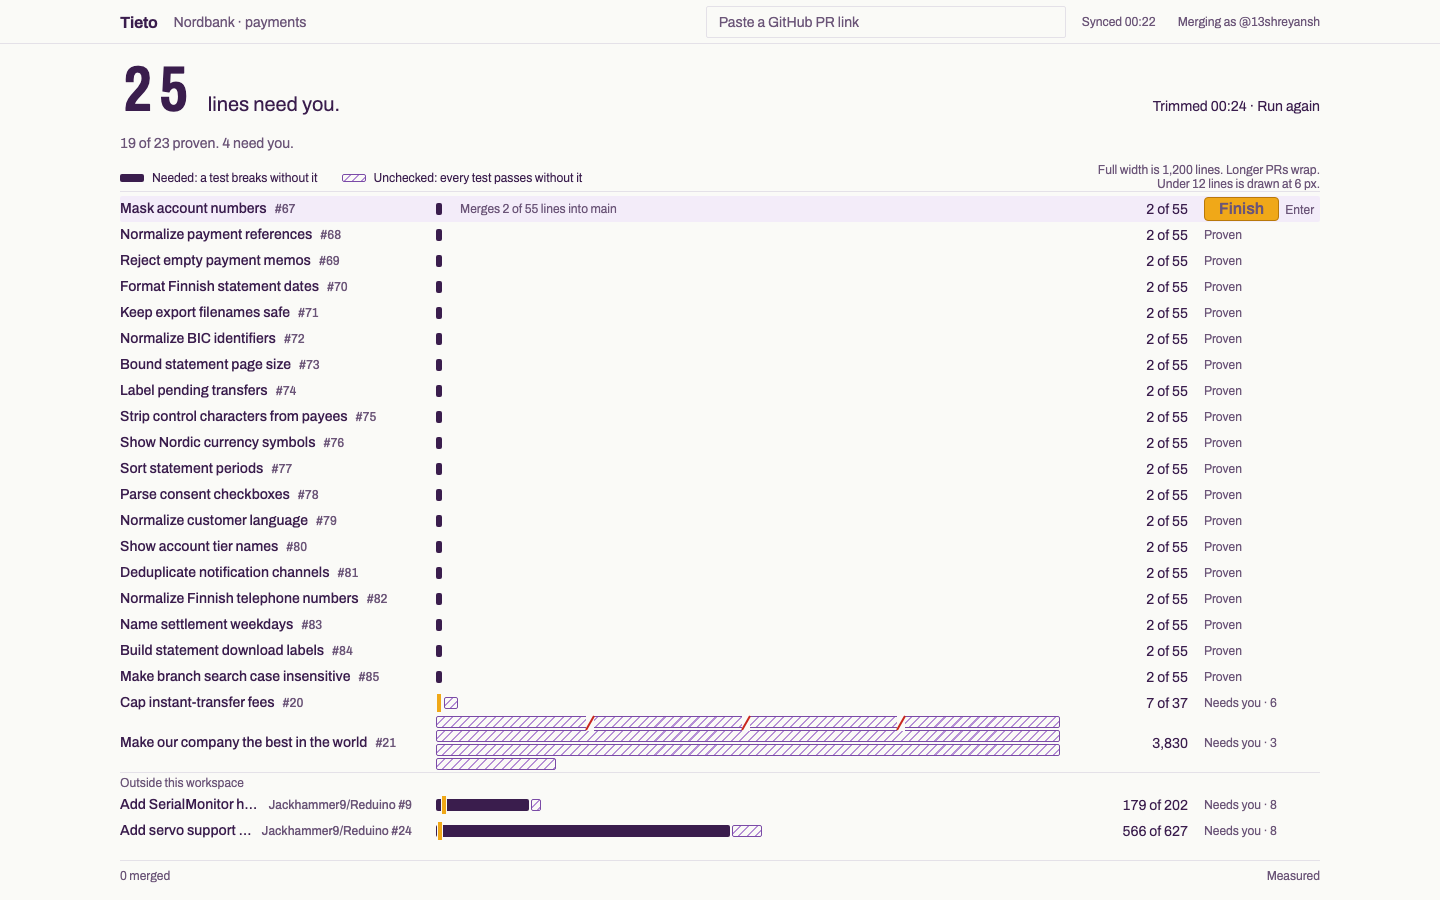 Tieto Nordbank · payments Paste a GitHub PR link Synced 00:22 Merging as @13shreyansh
25 lines need you. Trimmed 00:24 · Run again
19 of 23 proven. 4 need you.
Needed: a test breaks without it Unchecked: every test passes without it
Full width is 1,200 lines. Longer PRs wrap.
Under 12 lines is drawn at 6 px.
Mask account numbers #67 Merges 2 of 55 lines into main 2 of 55 Finish Enter
Normalize payment references #68 2 of 55 Proven
Reject empty payment memos #69 2 of 55 Proven
Format Finnish statement dates #70 2 of 55 Proven
Keep export filenames safe #71 2 of 55 Proven
Normalize BIC identifiers #72 2 of 55 Proven
Bound statement page size #73 2 of 55 Proven
Label pending transfers #74 2 of 55 Proven
Strip control characters from payees #75 2 of 55 Proven
Show Nordic currency symbols #76 2 of 55 Proven
Sort statement periods #77 2 of 55 Proven
Parse consent checkboxes #78 2 of 55 Proven
Normalize customer language #79 2 of 55 Proven
Show account tier names #80 2 of 55 Proven
Deduplicate notification channels #81 2 of 55 Proven
Normalize Finnish telephone numbers #82 2 of 55 Proven
Name settlement weekdays #83 2 of 55 Proven
Build statement download labels #84 2 of 55 Proven
Make branch search case insensitive #85 2 of 55 Proven
Cap instant-transfer fees #20 7 of 37 Needs you · 6
Make our company the best in the world #21 3,830 Needs you · 3
Outside this workspace
Add SerialMonitor h… Jackhammer9/Reduino #9 179 of 202 Needs you · 8
Add servo support … Jackhammer9/Reduino #24 566 of 627 Needs you · 8
0 merged Measured